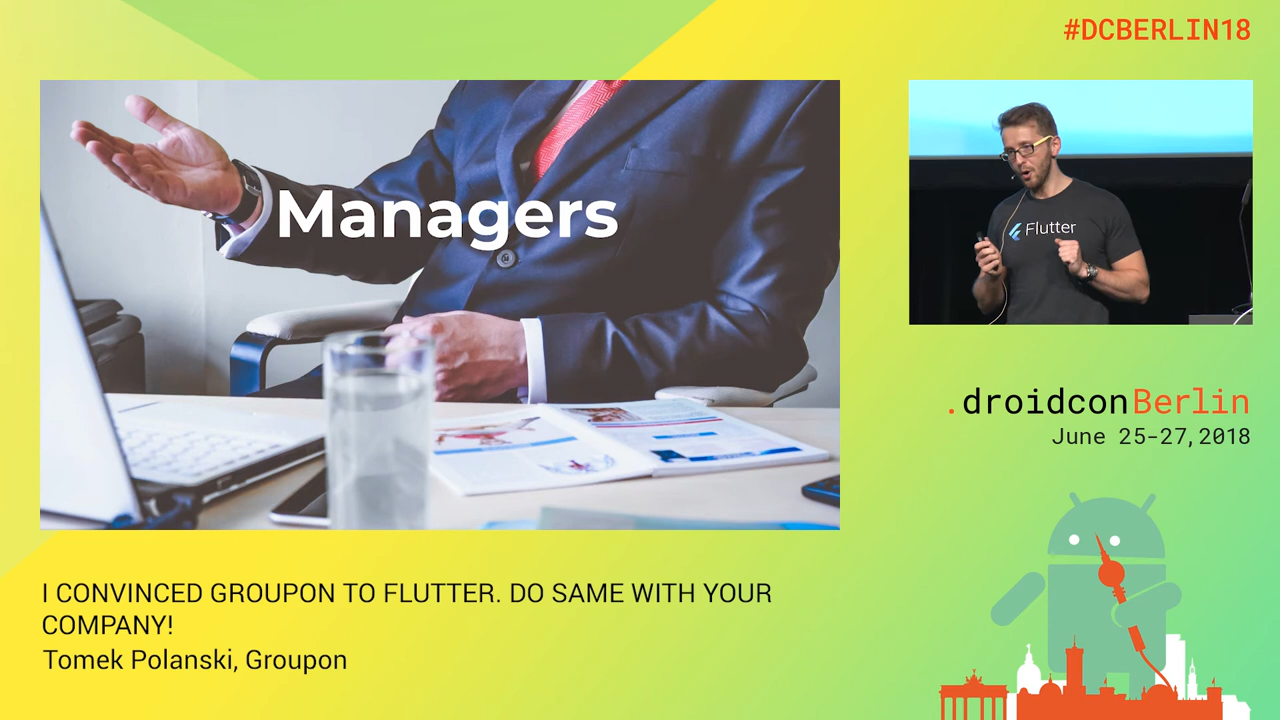 #DCBERLIN18
Managers
Flutter
.droidconBerlin
June 25-27, 2018
I CONVINCED GROUPON TO FLUTTER. DO SAME WITH YOUR
COMPANY!
Tomek Polanski, Groupon